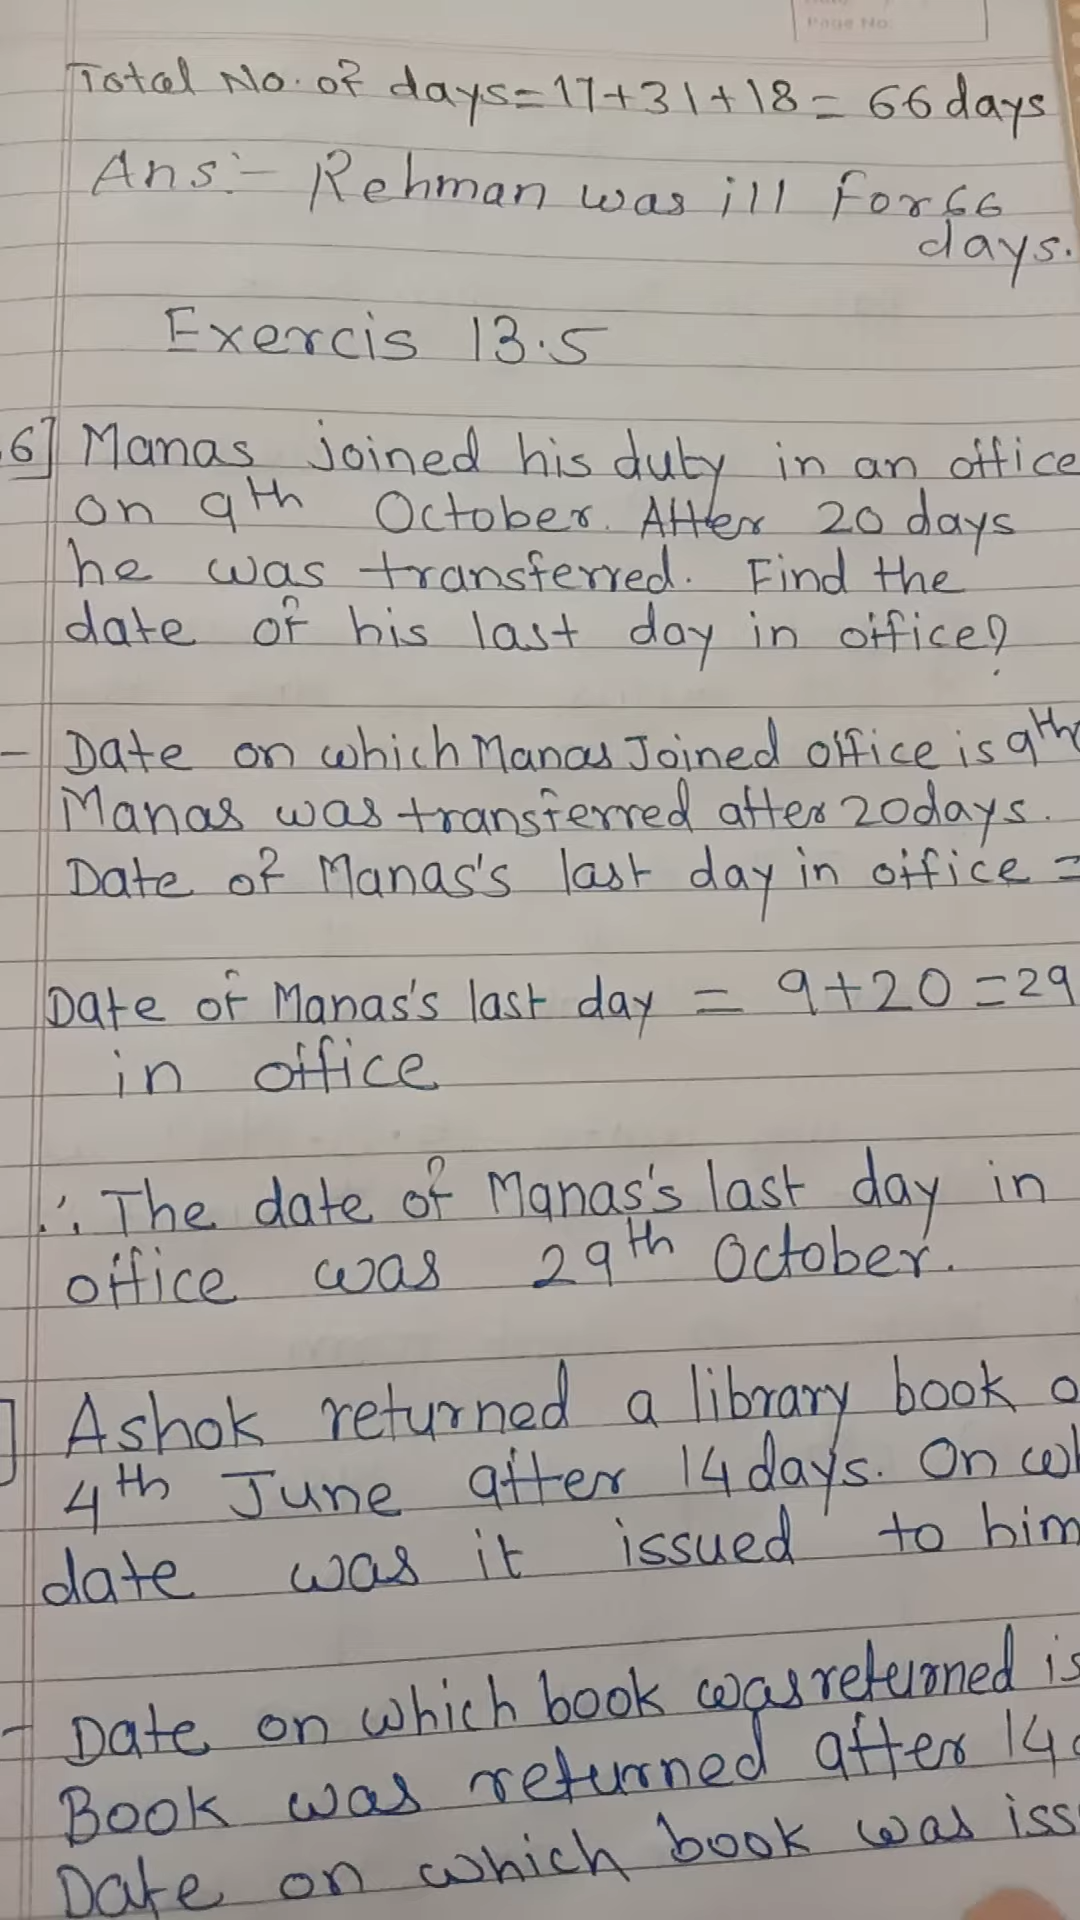 Page No.
Total No. of days = 17+31+18 = 66 days
Ans:- Rehman was ill for 66
days.
Exercis 13.5
6] Manas joined his duty in an office
on 9th October. After 20 days
he was transferred. Find the
date of his last day in office?
- Date on which Manas Joined office is 9th
Manas was transferred after 20 days.
Date of Manas's last day in office =
Date of Manas's last day = 9+20=29
in office
∴ The date of Manas's last day in
office was 29th October.
] Ashok returned a library book
4th June after 14 days. On
date was it issued to him
- Date on which book was returned is
Book was returned after 14
Date on which book was iss